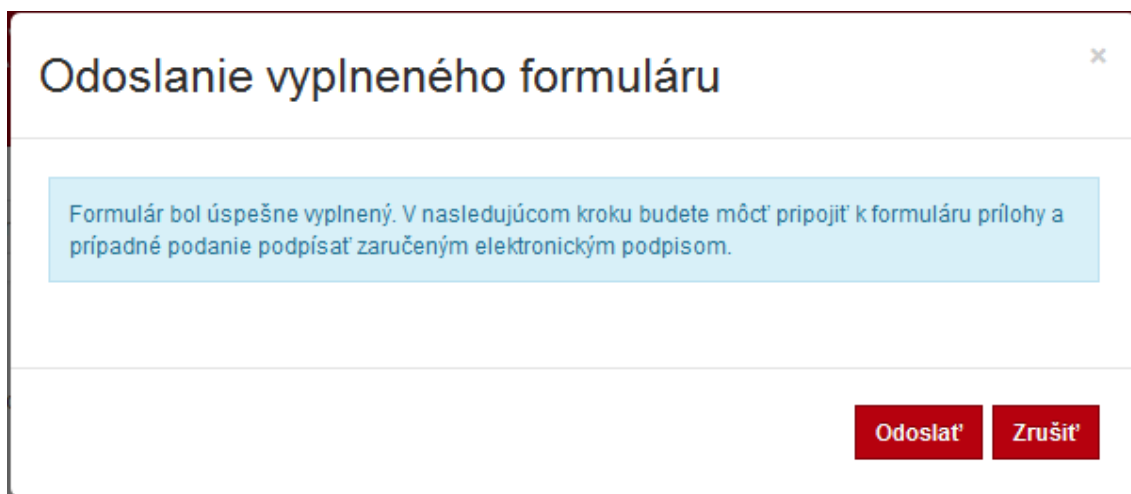 Odoslanie vyplneného formuláru
×
Formulár bol úspešne vyplnený. V nasledujúcom kroku budete môcť pripojiť k formuláru prílohy a
prípadné podanie podpísať zaručeným elektronickým podpisom.
Odoslať Zrušiť